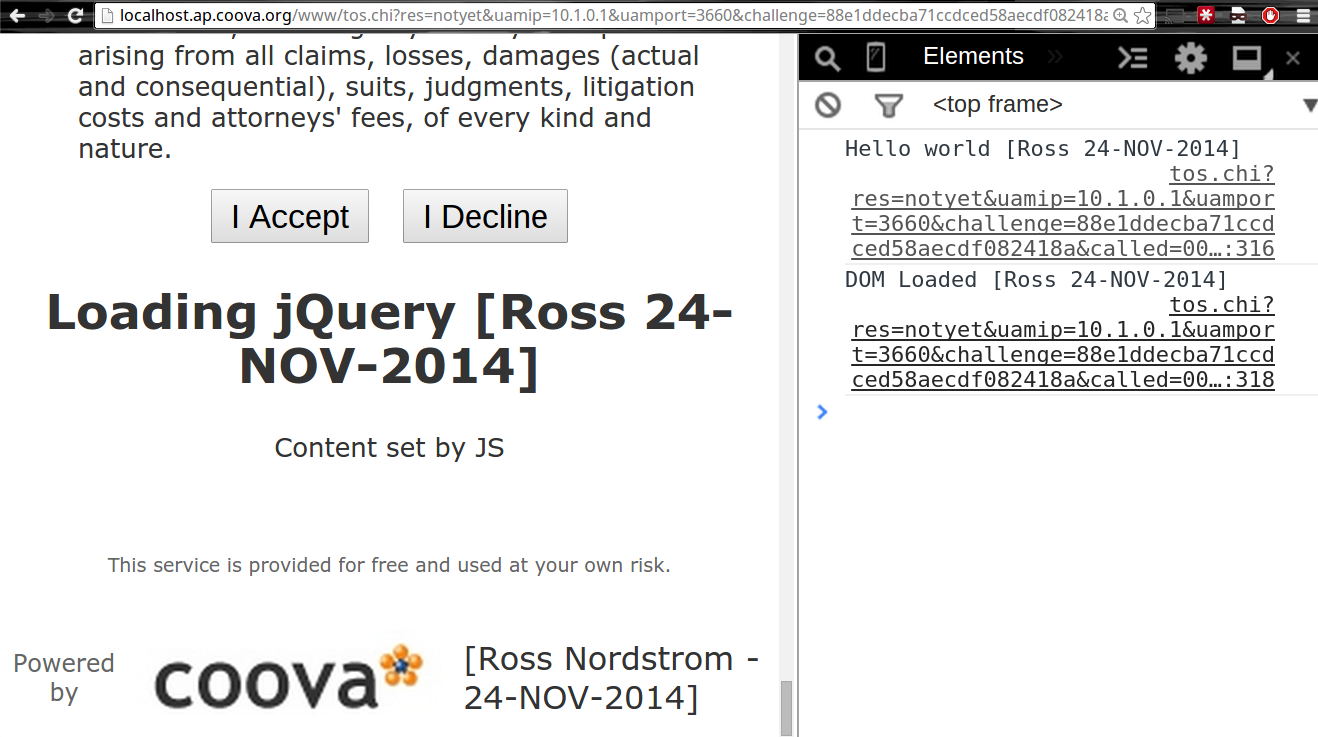 localhost.ap.coova.org/www/tos.chi?res=notyet&uamip=10.1.0.1&uamport=3660&challenge=88e1ddecba71ccdced58aecdf082418a
arising from all claims, losses, damages (actual
and consequential), suits, judgments, litigation
costs and attorneys' fees, of every kind and
nature.
I Accept
I Decline
Loading jQuery [Ross 24-
NOV-2014]
Content set by JS
This service is provided for free and used at your own risk.
Powered
by
coova
[Ross Nordstrom -
24-NOV-2014]
Elements
<top frame>
Hello world [Ross 24-NOV-2014]
tos.chi?
res=notyet&uamip=10.1.0.1&uampor
t=3660&challenge=88e1ddecba71ccd
ced58aecdf082418a&called=00…:316
DOM Loaded [Ross 24-NOV-2014]
tos.chi?
res=notyet&uamip=10.1.0.1&uampor
t=3660&challenge=88e1ddecba71ccd
ced58aecdf082418a&called=00…:318